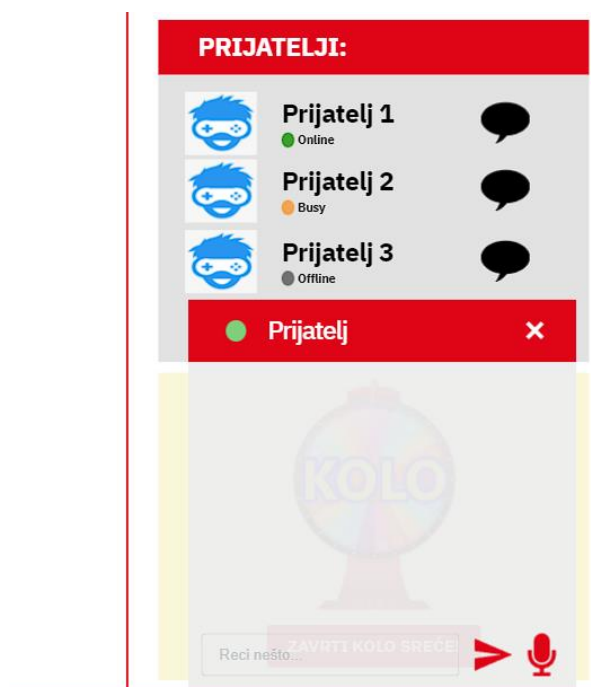 PRIJATELJI:
Prijatelj 1
Online
Prijatelj 2
Busy
Prijatelj 3
Offline
Prijatelj
KOLO
ZAVRTI KOLO SREĆE
Reci nešto...